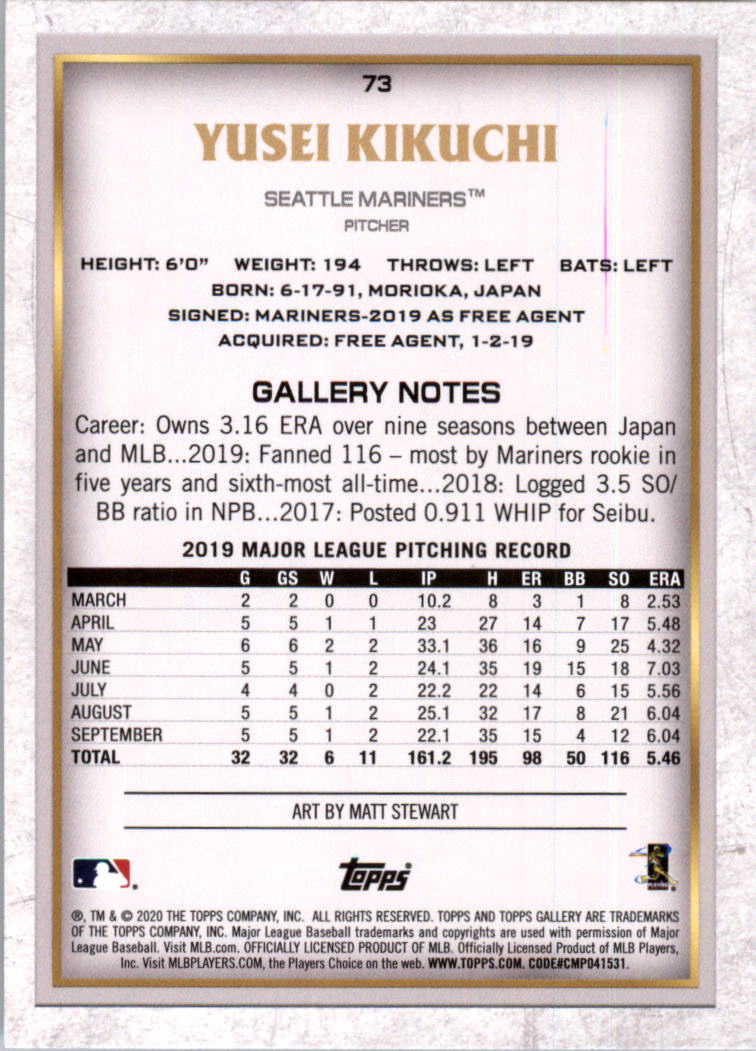 73
YUSEI KIKUCHI
SEATTLE MARINERS™
PITCHER
HEIGHT: 6'0" WEIGHT: 194 THROWS: LEFT BATS: LEFT
BORN: 6-17-91, MORIOKA, JAPAN
SIGNED: MARINERS-2019 AS FREE AGENT
ACQUIRED: FREE AGENT, 1-2-19
GALLERY NOTES
Career: Owns 3.16 ERA over nine seasons between Japan
and MLB...2019: Fanned 116 – most by Mariners rookie in
five years and sixth-most all-time...2018: Logged 3.5 SO/
BB ratio in NPB...2017: Posted 0.911 WHIP for Seibu.
2019 MAJOR LEAGUE PITCHING RECORD
G GS W L IP H ER BB SO ERA
MARCH 2 2 0 0 10.2 8 3 1 8 2.53
APRIL 5 5 1 1 23 27 14 7 17 5.48
MAY 6 6 2 2 33.1 36 16 9 25 4.32
JUNE 5 5 1 2 24.1 35 19 15 18 7.03
JULY 4 4 0 2 22.2 22 14 6 15 5.56
AUGUST 5 5 1 2 25.1 32 17 8 21 6.04
SEPTEMBER 5 5 1 2 22.1 35 15 4 12 6.04
TOTAL 32 32 6 11 161.2 195 98 50 116 5.46
ART BY MATT STEWART
Topps
PLAYERS
®, TM & © 2020 THE TOPPS COMPANY, INC. ALL RIGHTS RESERVED. TOPPS AND TOPPS GALLERY ARE TRADEMARKS
OF THE TOPPS COMPANY, INC. Major League Baseball trademarks and copyrights are used with permission of Major
League Baseball. Visit MLB.com. OFFICIALLY LICENSED PRODUCT OF MLB. Officially Licensed Product of MLB Players,
Inc. Visit MLBPLAYERS.COM, the Players Choice on the web. WWW.TOPPS.COM. CODE#CMP041531.